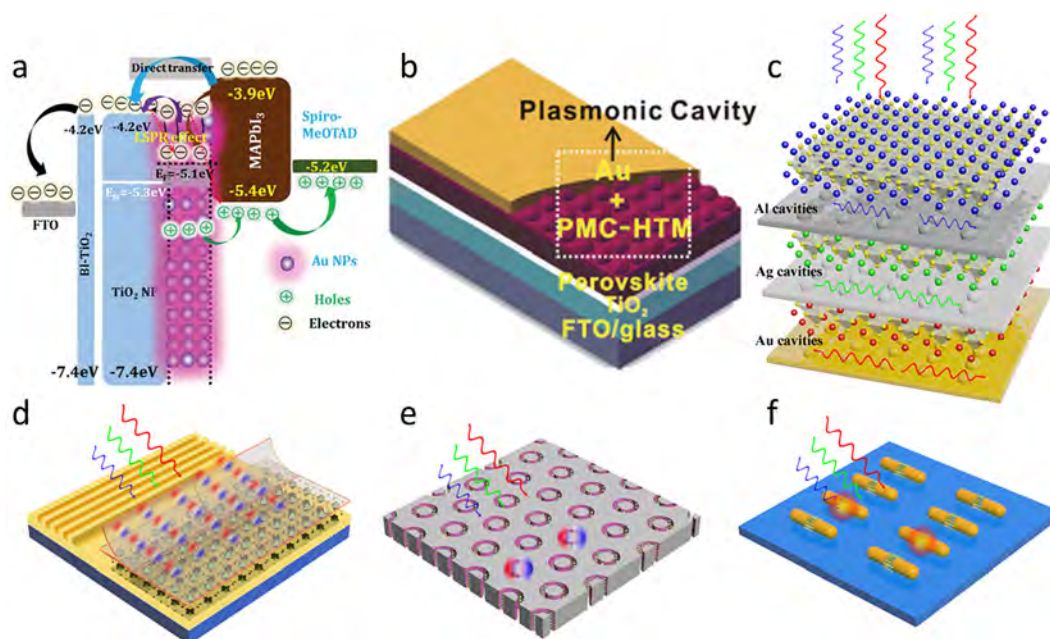 a
Direct transfer
-3.9eV
-4.2eV
-4.2eV
LSPR effect
MAPbI3
Spiro-
MeOTAD
EF=-5.1eV
-5.2eV
-5.4eV
-5.3eV
FTO
Bl-TiO2
TiO2 NF
Au NPs
Holes
Electrons
-7.4eV
-7.4eV
b
Plasmonic Cavity
Au
+
PMC-HTM
Perovskite
TiO2
FTO/glass
c
Al cavities
Ag cavities
Au cavities
d
e
f